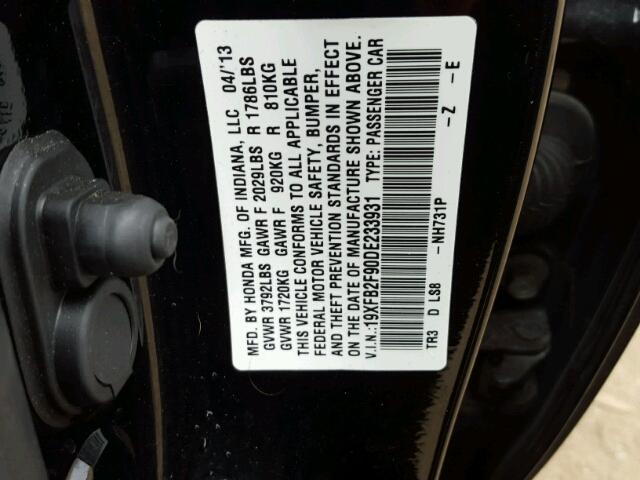 MFD. BY HONDA MFG. OF INDIANA, LLC 04/'13
GVWR 3792LBS GAWR F 2029LBS R 1786LBS
GVWR 1720KG GAWR F 920KG R 810KG
THIS VEHICLE CONFORMS TO ALL APPLICABLE
FEDERAL MOTOR VEHICLE SAFETY, BUMPER,
AND THEFT PREVENTION STANDARDS IN EFFECT
ON THE DATE OF MANUFACTURE SHOWN ABOVE.
V.I.N.:19XFB2F90DE233931 TYPE: PASSENGER CAR
TR3 D LS8 –NH731P –Z –E